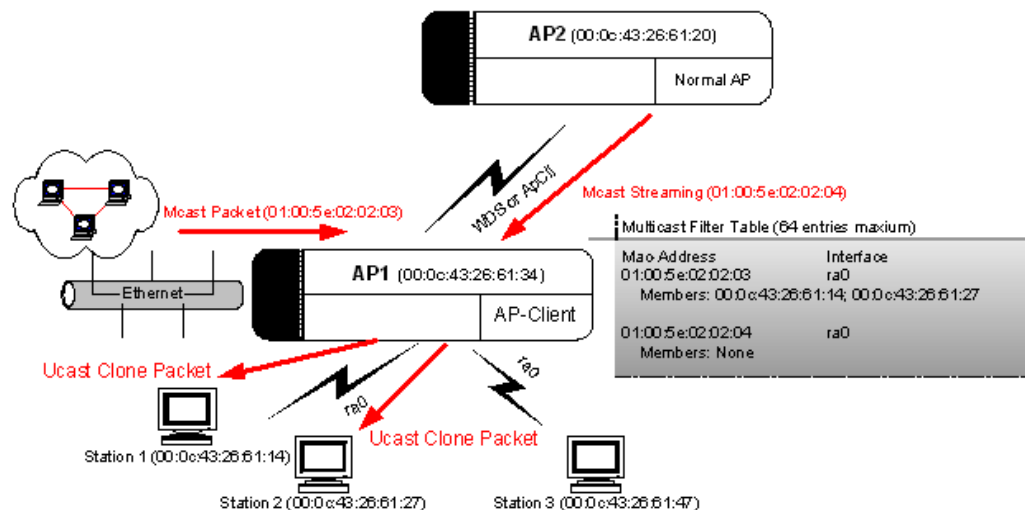 AP2 (00:0c:43:26:61:20)
Normal AP
WDS or ApCli
Mcast Streaming (01:00:5e:02:02:04)
Mcast Packet (01:00:5e:02:02:03)
Ethernet
AP1 (00:0c:43:26:61:34)
AP-Client
Multicast Filter Table (64 entries maxium)
Mac Address Interface
01:00:5e:02:02:03 ra0
Members: 00:0c:43:26:61:14; 00:0c:43:26:61:27
01:00:5e:02:02:04 ra0
Members: None
Ucast Clone Packet
ra0
ra0
Ucast Clone Packet
Station 1 (00:0c:43:26:61:14)
Station 2 (00:0c:43:26:61:27)
Station 3 (00:0c:43:26:61:47)